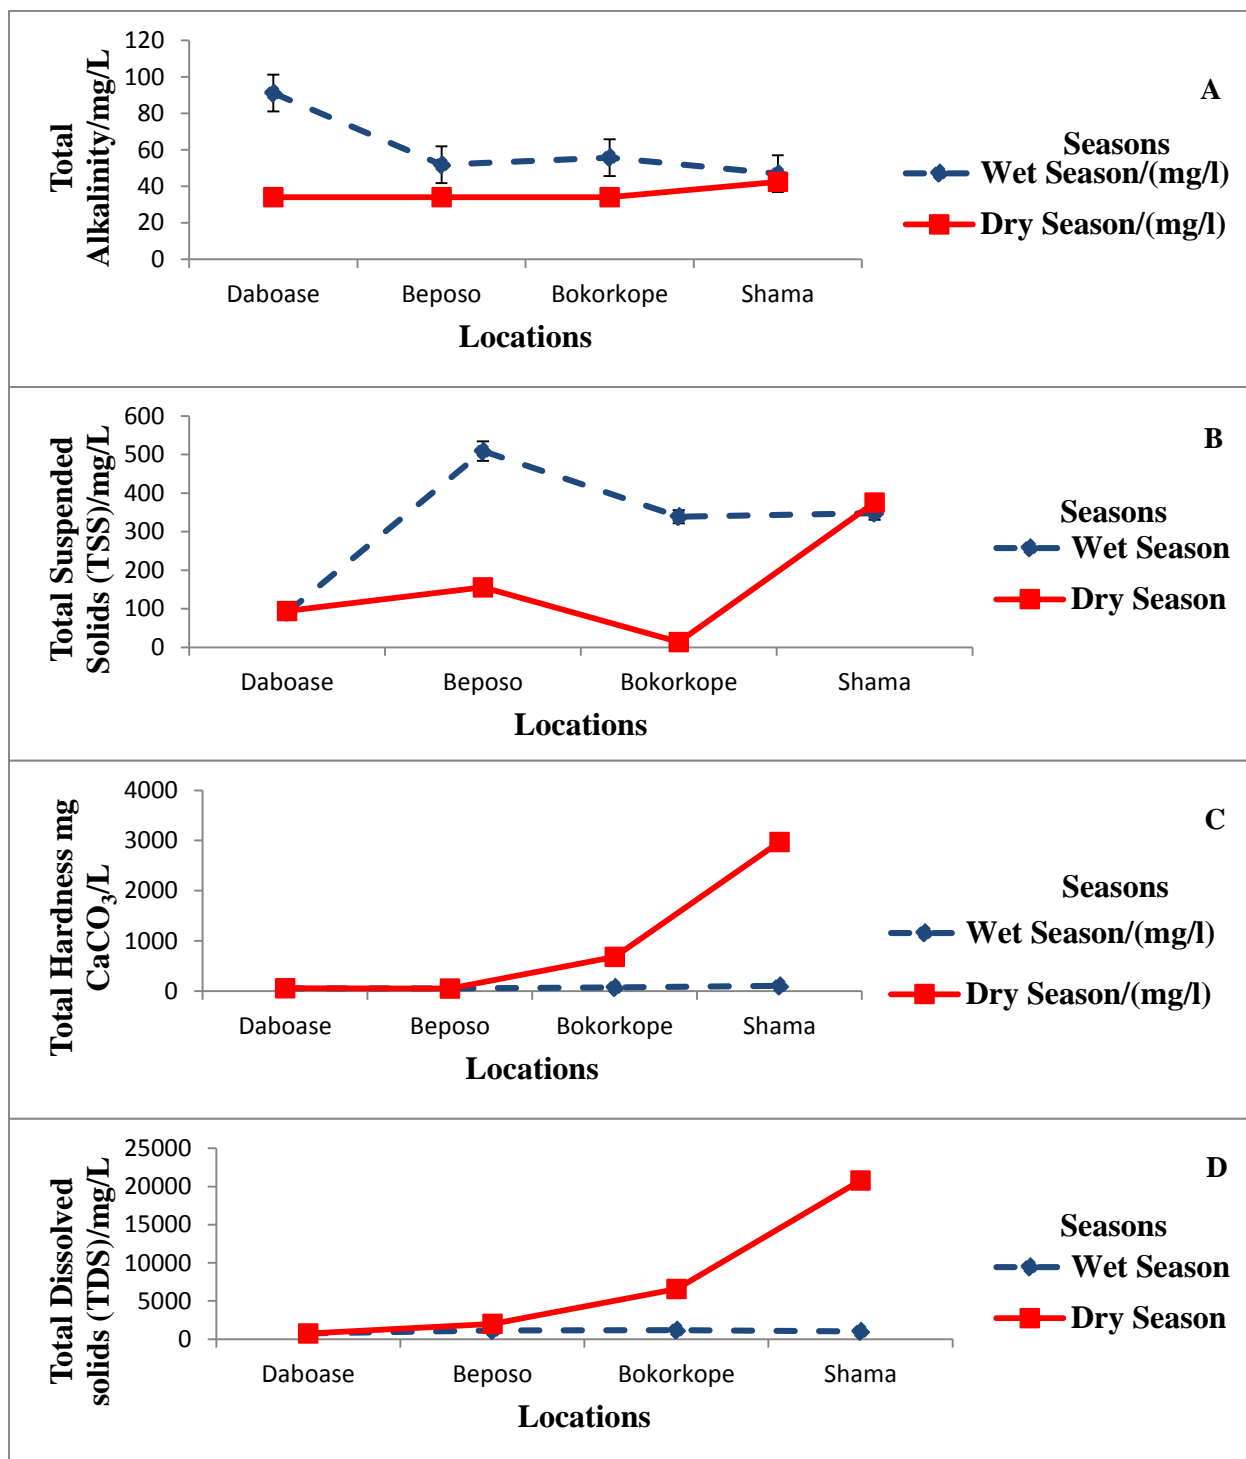 A
Total
Alkalinity/mg/L
120
100
80
60
40
20
0
Daboase Beposo Bokorkope Shama
Locations
Seasons
Wet Season/(mg/l)
Dry Season/(mg/l)
B
Total Suspended
Solids (TSS)/mg/L
600
500
400
300
200
100
0
Daboase Beposo Bokorkope Shama
Locations
Seasons
Wet Season
Dry Season
C
Total Hardness mg
CaCO₃/L
4000
3000
2000
1000
0
Daboase Beposo Bokorkope Shama
Locations
Seasons
Wet Season/(mg/l)
Dry Season/(mg/l)
D
Total Dissolved
solids (TDS)/mg/L
25000
20000
15000
10000
5000
0
Daboase Beposo Bokorkope Shama
Locations
Seasons
Wet Season
Dry Season